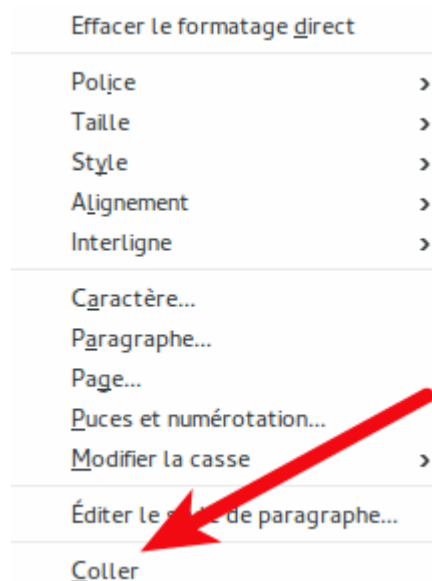 Effacer le formatage direct
Police
Taille
Style
Alignement
Interligne
Caractère...
Paragraphe...
Page...
Puces et numérotation...
Modifier la casse
Éditer le de paragraphe...
Coller